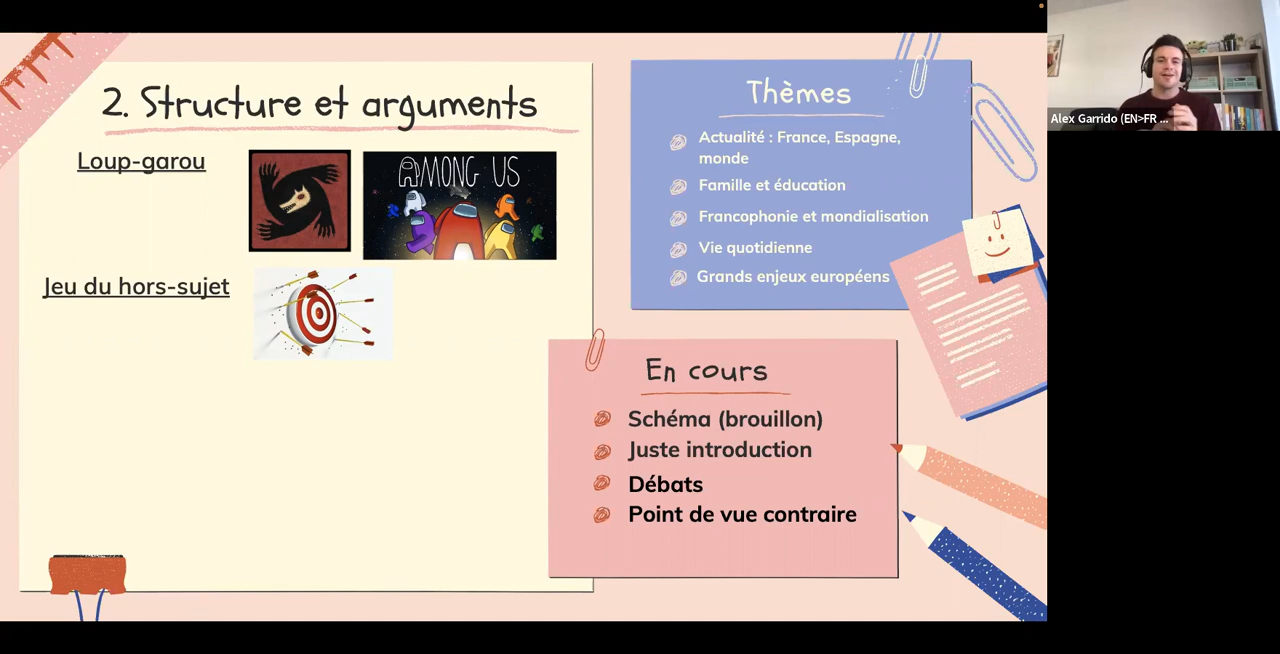 2. Structure et arguments
Loup-garou
AMONG US
Jeu du hors-sujet
Thèmes
Actualité : France, Espagne,
monde
Famille et éducation
Francophonie et mondialisation
Vie quotidienne
Grands enjeux européens
En cours
Schéma (brouillon)
Juste introduction
Débats
Point de vue contraire
Alex Garrido (EN>FR ...